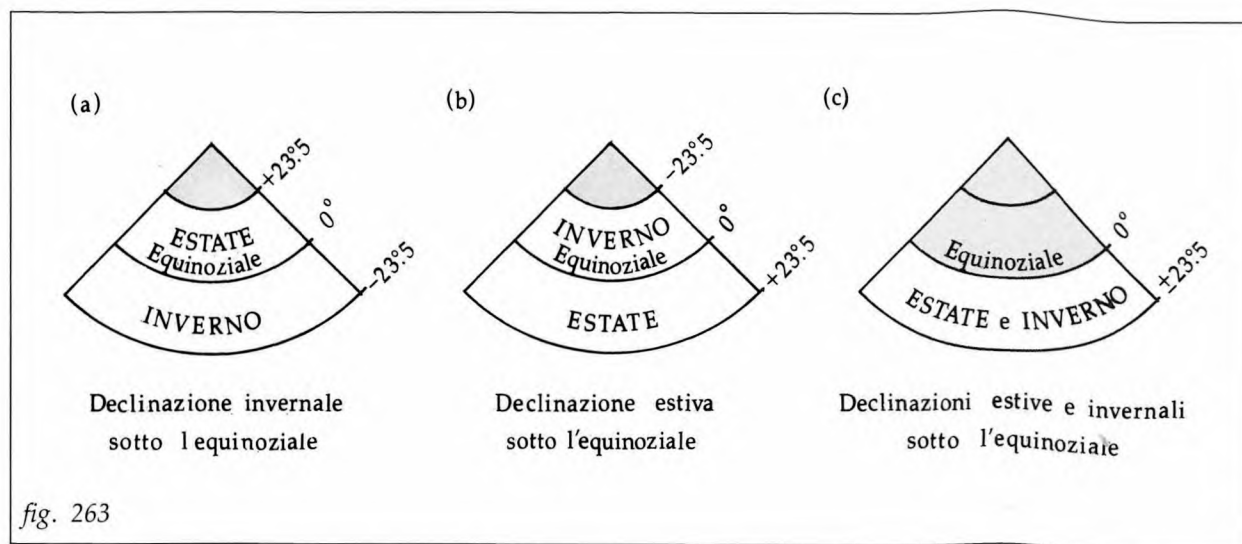 (a)
+23°.5
0°
-23°.5
ESTATE
Equinoziale
INVERNO
Declinazione invernale
sotto l equinoziale
(b)
-23°.5
0°
+23°.5
INVERNO
Equinoziale
ESTATE
Declinazione estiva
sotto l'equinoziale
(c)
0°
±23°.5
Equinoziale
ESTATE e INVERNO
Declinazioni estive e invernali
sotto l'equinoziale
fig. 263